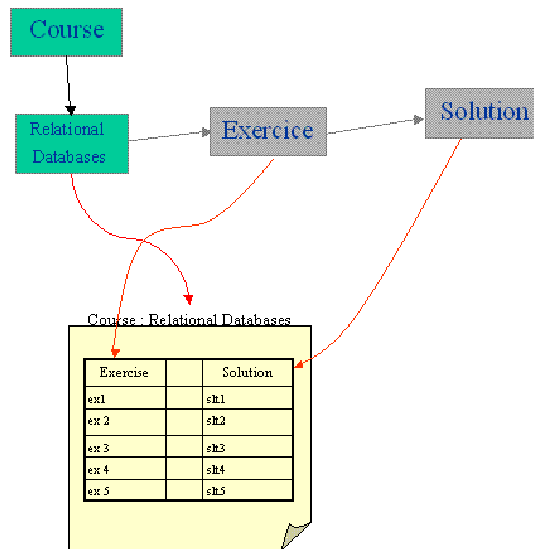 Course
Relational
Databases
Exercice
Solution
Course : Relational Databases
Exercise Solution
ex1 slt1
ex 2 slt2
ex 3 slt3
ex 4 slt4
ex 5 slt5